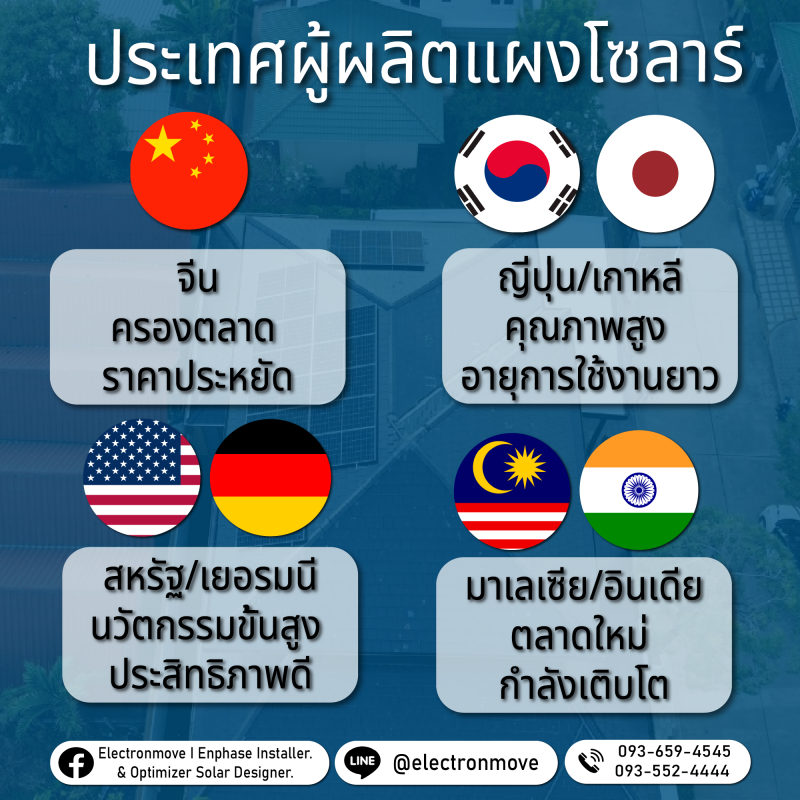 ประเทศผู้ผลิตแผงโซลาร์
จีน
ครองตลาด
ราคาประหยัด
ญี่ปุ่น/เกาหลี
คุณภาพสูง
อายุการใช้งานยาว
สหรัฐ/เยอรมนี
นวัตกรรมขั้นสูง
ประสิทธิภาพดี
มาเลเซีย/อินเดีย
ตลาดใหม่
กำลังเติบโต
Electronmove I Enphase Installer.
& Optimizer Solar Designer.
LINE
@electronmove
093-659-4545
093-552-4444